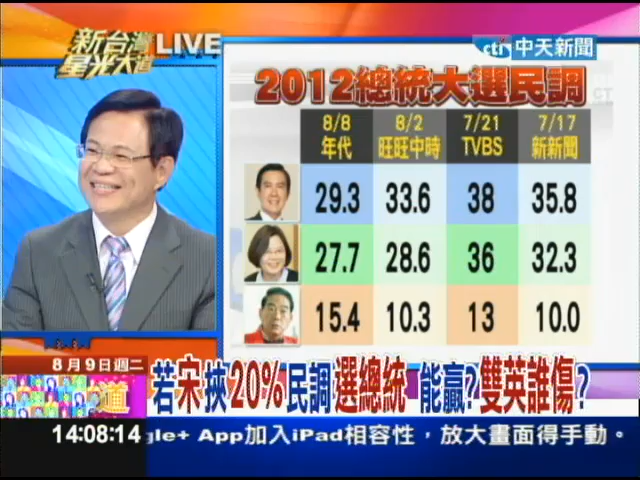 新台灣 LIVE
星光大道
cti 中天新聞
2012總統大選民調
8/8 8/2 7/21 7/17
年代 旺旺中時 TVBS 新新聞
29.3 33.6 38 35.8
27.7 28.6 36 32.3
15.4 10.3 13 10.0
8月9日週二
若宋挾20%民調選總統 能贏?雙英誰傷?
道
14:08:14 gle+ App加入iPad相容性，放大畫面得手動。